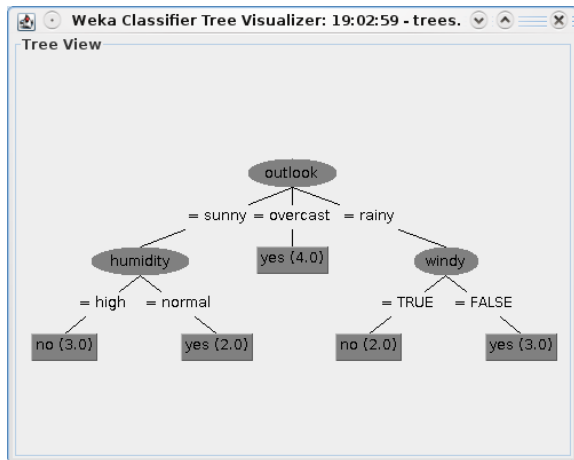 Weka Classifier Tree Visualizer: 19:02:59 - trees.
Tree View
outlook
= sunny = overcast = rainy
humidity yes (4.0) windy
= high = normal = TRUE = FALSE
no (3.0) yes (2.0) no (2.0) yes (3.0)